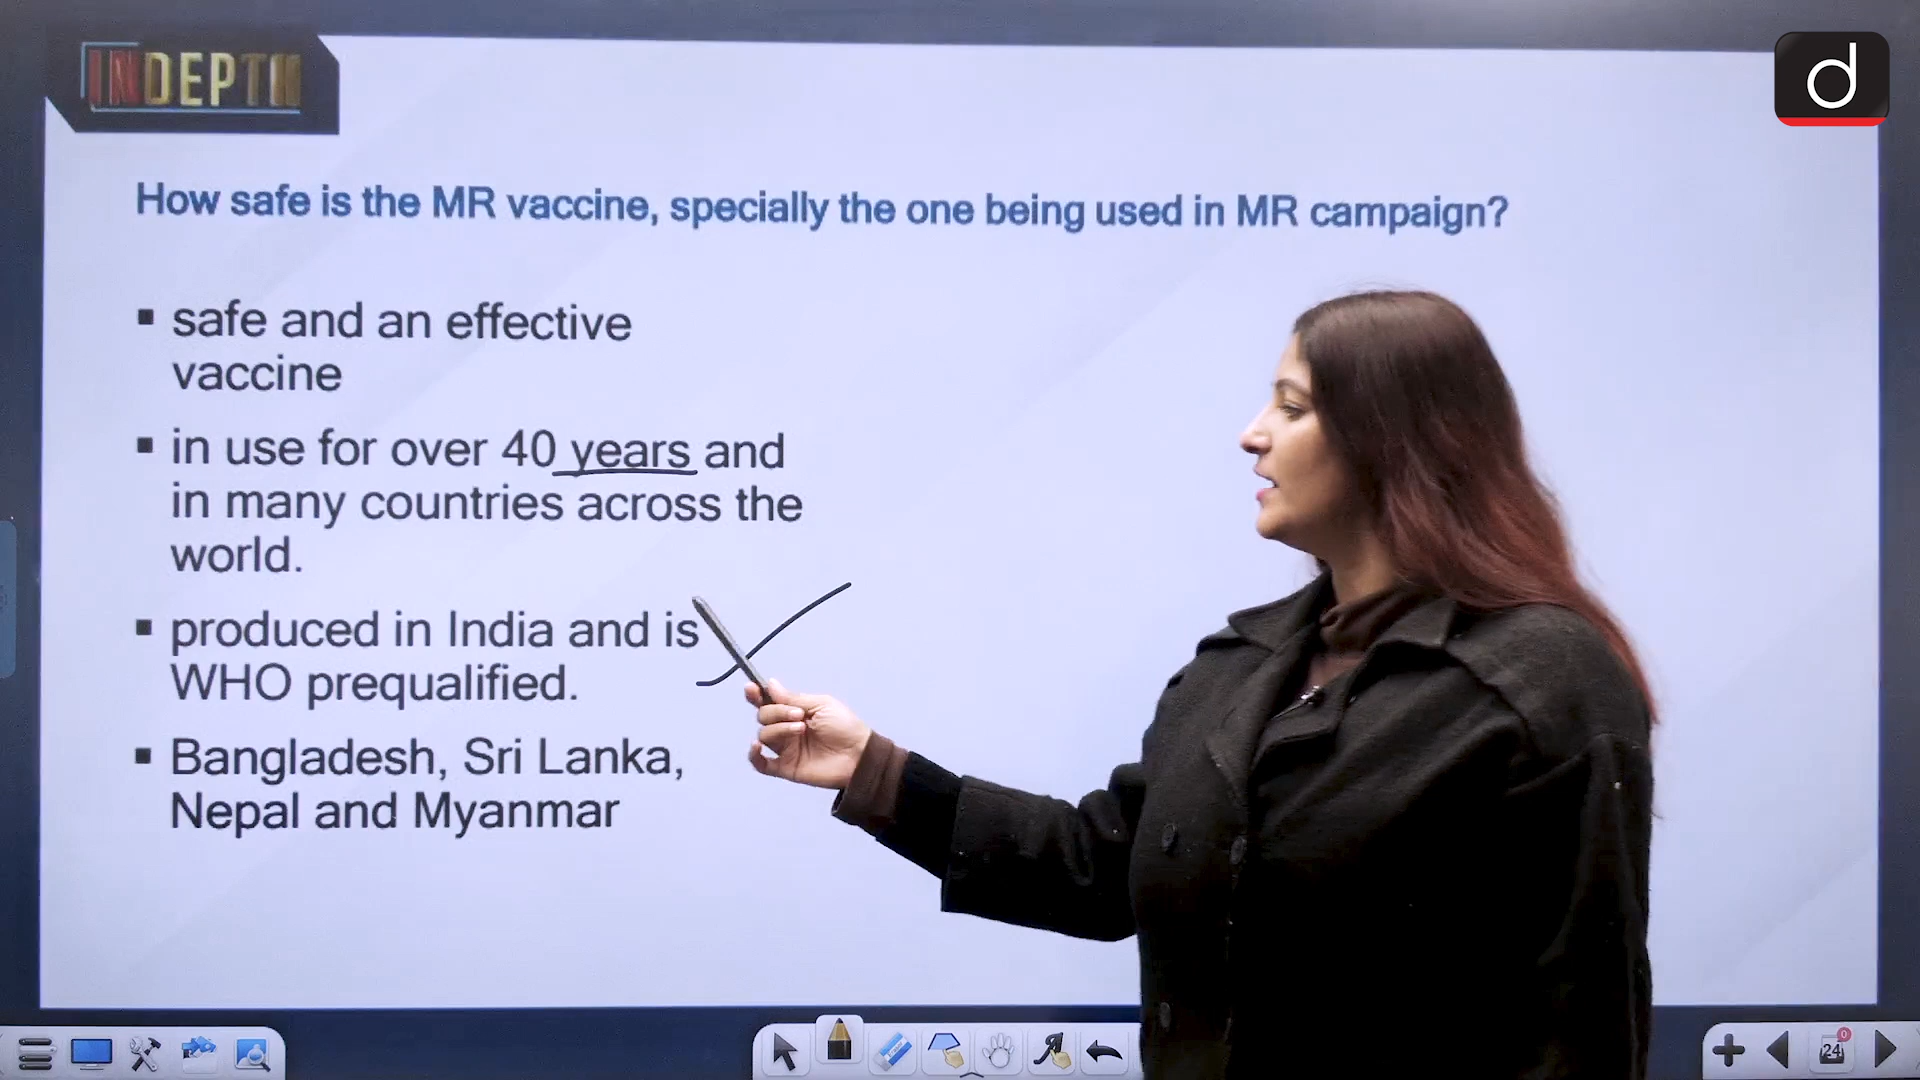 INDEPTH
d
How safe is the MR vaccine, specially the one being used in MR campaign?
▪ safe and an effective
vaccine
▪ in use for over 40 years and
in many countries across the
world.
▪ produced in India and is
WHO prequalified.
▪ Bangladesh, Sri Lanka,
Nepal and Myanmar
24
0